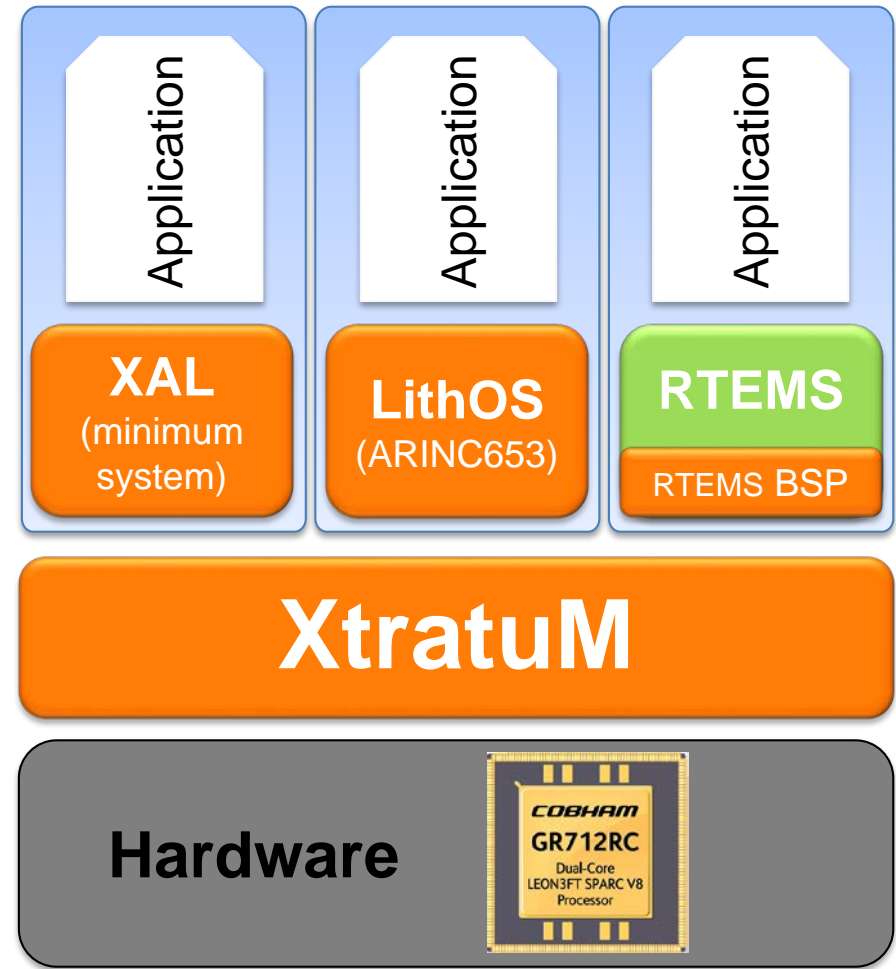 Application
Application
Application
XAL
(minimum
system)
LithOS
(ARINC653)
RTEMS
RTEMS BSP
XtratuM
Hardware
COBHAM
GR712RC
Dual-Core
LEON3FT SPARC V8
Processor